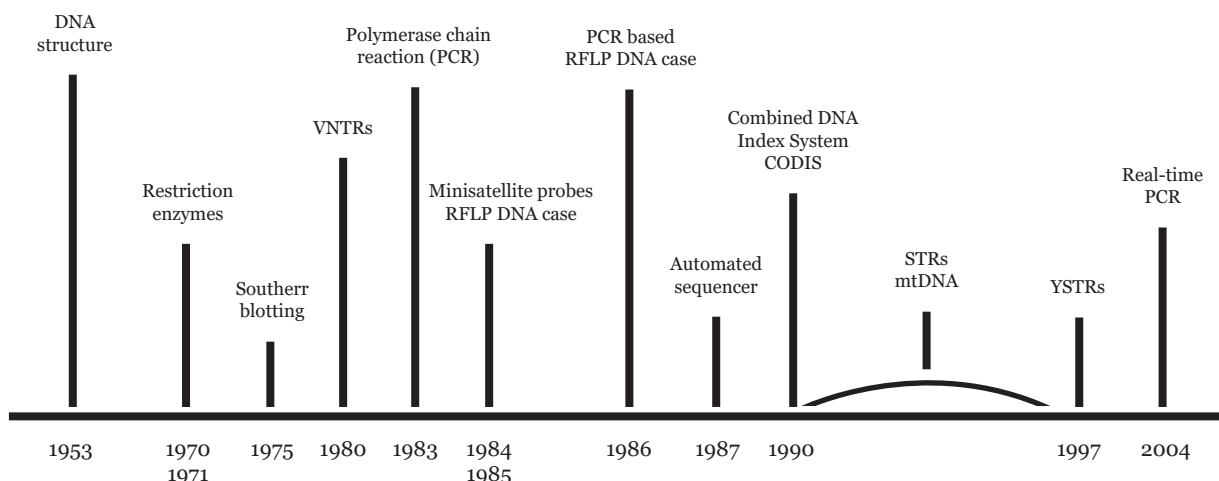 DNA
structure
Restriction
enzymes
Southerr
blotting
VNTRs
Polymerase chain
reaction (PCR)
Minisatellite probes
RFLP DNA case
PCR based
RFLP DNA case
Automated
sequencer
Combined DNA
Index System
CODIS
STRs
mtDNA
YSTRs
Real-time
PCR
1953
1970
1971
1975
1980
1983
1984
1985
1986
1987
1990
1997
2004